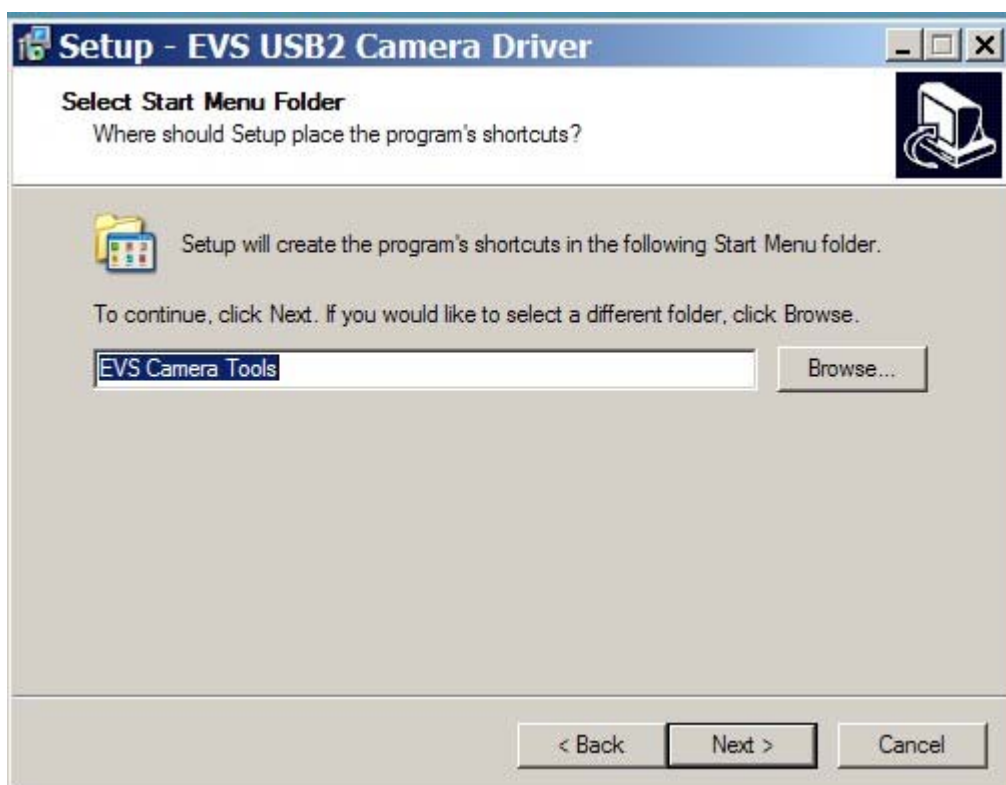 Setup - EVS USB2 Camera Driver
Select Start Menu Folder
Where should Setup place the program's shortcuts?
Setup will create the program's shortcuts in the following Start Menu folder.
To continue, click Next. If you would like to select a different folder, click Browse.
EVS Camera Tools
Browse...
< Back
Next >
Cancel